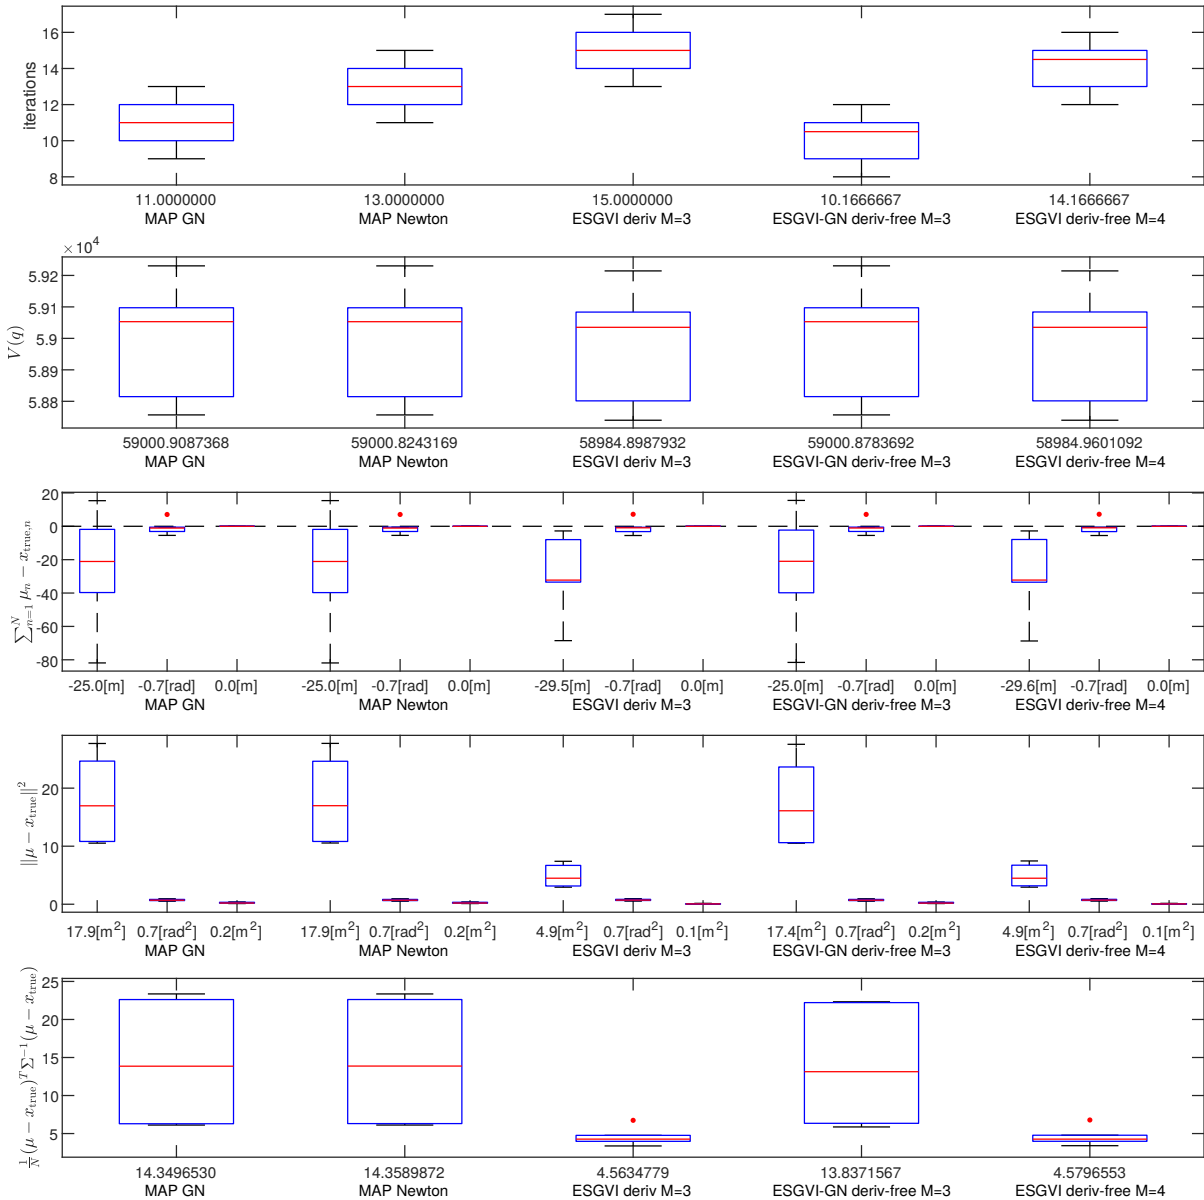 iterations
16
14
12
10
8
11.0000000 13.0000000 15.0000000 10.1666667 14.1666667
MAP GN MAP Newton ESGVI deriv M=3 ESGVI-GN deriv-free M=3 ESGVI deriv-free M=4
×10⁴
V(q)
5.92
5.91
5.9
5.89
5.88
59000.9087368 59000.8243169 58984.8987932 59000.8783692 58984.9601092
MAP GN MAP Newton ESGVI deriv M=3 ESGVI-GN deriv-free M=3 ESGVI deriv-free M=4
∑ₙ₌₁ᴺ μₙ − x_true,n
20
0
-20
-40
-60
-80
-25.0[m] -0.7[rad] 0.0[m] -25.0[m] -0.7[rad] 0.0[m] -29.5[m] -0.7[rad] 0.0[m] -25.0[m] -0.7[rad] 0.0[m] -29.6[m] -0.7[rad] 0.0[m]
MAP GN MAP Newton ESGVI deriv M=3 ESGVI-GN deriv-free M=3 ESGVI deriv-free M=4
||μ − x_true||²
20
10
0
17.9[m²] 0.7[rad²] 0.2[m²] 17.9[m²] 0.7[rad²] 0.2[m²] 4.9[m²] 0.7[rad²] 0.1[m²] 17.4[m²] 0.7[rad²] 0.2[m²] 4.9[m²] 0.7[rad²] 0.1[m²]
MAP GN MAP Newton ESGVI deriv M=3 ESGVI-GN deriv-free M=3 ESGVI deriv-free M=4
1/N (μ − x_true)ᵀ Σ⁻¹ (μ − x_true)
25
20
15
10
5
14.3496530 14.3589872 4.5634779 13.8371567 4.5796553
MAP GN MAP Newton ESGVI deriv M=3 ESGVI-GN deriv-free M=3 ESGVI deriv-free M=4